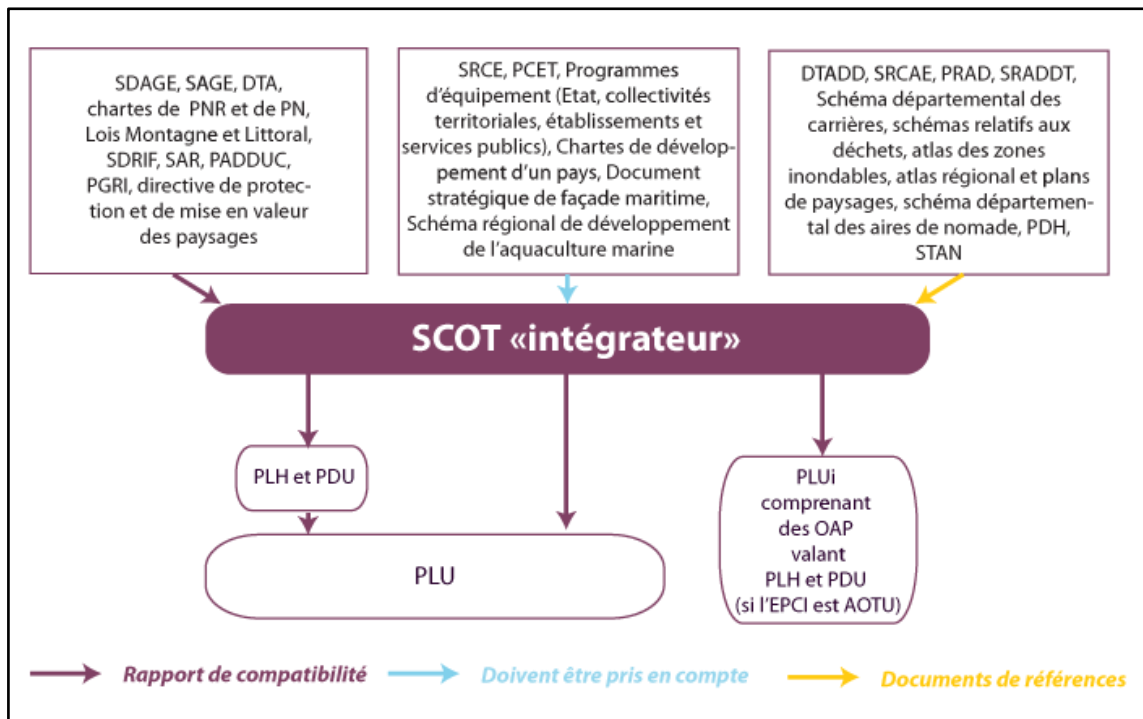 SDAGE, SAGE, DTA,
chartes de PNR et de PN,
Lois Montagne et Littoral,
SDRIF, SAR, PADDUC,
PGRI, directive de protec-
tion et de mise en valeur
des paysages
SRCE, PCET, Programmes
d'équipement (Etat, collectivités
territoriales, établissements et
services publics), Chartes de dévelop-
pement d'un pays, Document
stratégique de façade maritime,
Schéma régional de développement
de l'aquaculture marine
DTADD, SRCAE, PRAD, SRADDT,
Schéma départemental des
carrières, schémas relatifs aux
déchets, atlas des zones
inondables, atlas régional et plans
de paysages, schéma départemen-
tal des aires de nomade, PDH,
STAN
SCOT «intégrateur»
PLH et PDU
PLU
PLUi
comprenant
des OAP
valant
PLH et PDU
(si l'EPCI est AOTU)
Rapport de compatibilité
Doivent être pris en compte
Documents de référence​s